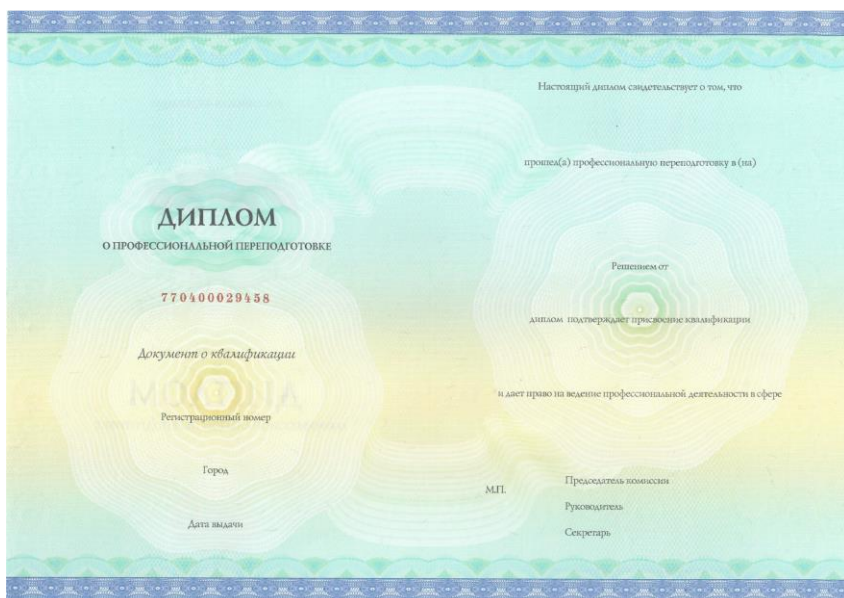 ДИПЛОМ
О ПРОФЕССИОНАЛЬНОЙ ПЕРЕПОДГОТОВКЕ
770400029458
Документ о квалификации
Регистрационный номер
Город
Дата выдачи
Настоящий диплом свидетельствует о том, что
прошел(а) профессиональную переподготовку в (на)
Решением от
диплом подтверждает присвоение квалификации
и дает право на ведение профессиональной деятельности в сфере
М.П.
Председатель комиссии
Руководитель
Секретарь